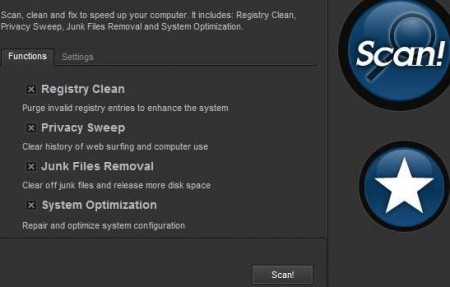 Scan, clean and fix to speed up your computer. It includes: Registry Clean,
Privacy Sweep, Junk Files Removal and System Optimization.
Functions Settings
Registry Clean
Purge invalid registry entries to enhance the system
Privacy Sweep
Clear history of web surfing and computer use
Junk Files Removal
Clear off junk files and release more disk space
System Optimization
Repair and optimize system configuration
Scan!
Scan!